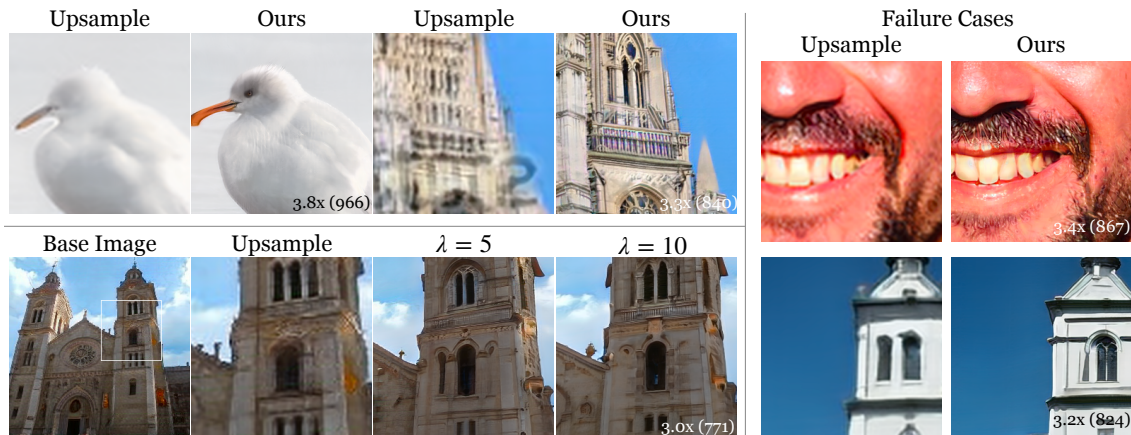 Upsample
Ours
Upsample
Ours
3.8x (966)
3.3x (840)
Base Image
Upsample
λ = 5
λ = 10
3.0x (771)
Failure Cases
Upsample
Ours
3.4x (867)
3.2x (824)